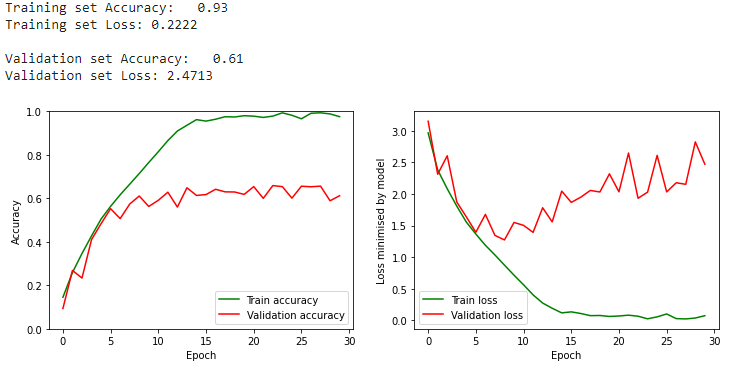 Training set Accuracy:   0.93
Training set Loss: 0.2222
Validation set Accuracy:   0.61
Validation set Loss: 2.4713
1.0
0.8
0.6
0.4
0.2
0.0
Accuracy
0 5 10 15 20 25 30
Epoch
Train accuracy
Validation accuracy
3.0
2.5
2.0
1.5
1.0
0.5
0.0
Loss minimised by model
0 5 10 15 20 25 30
Epoch
Train loss
Validation loss